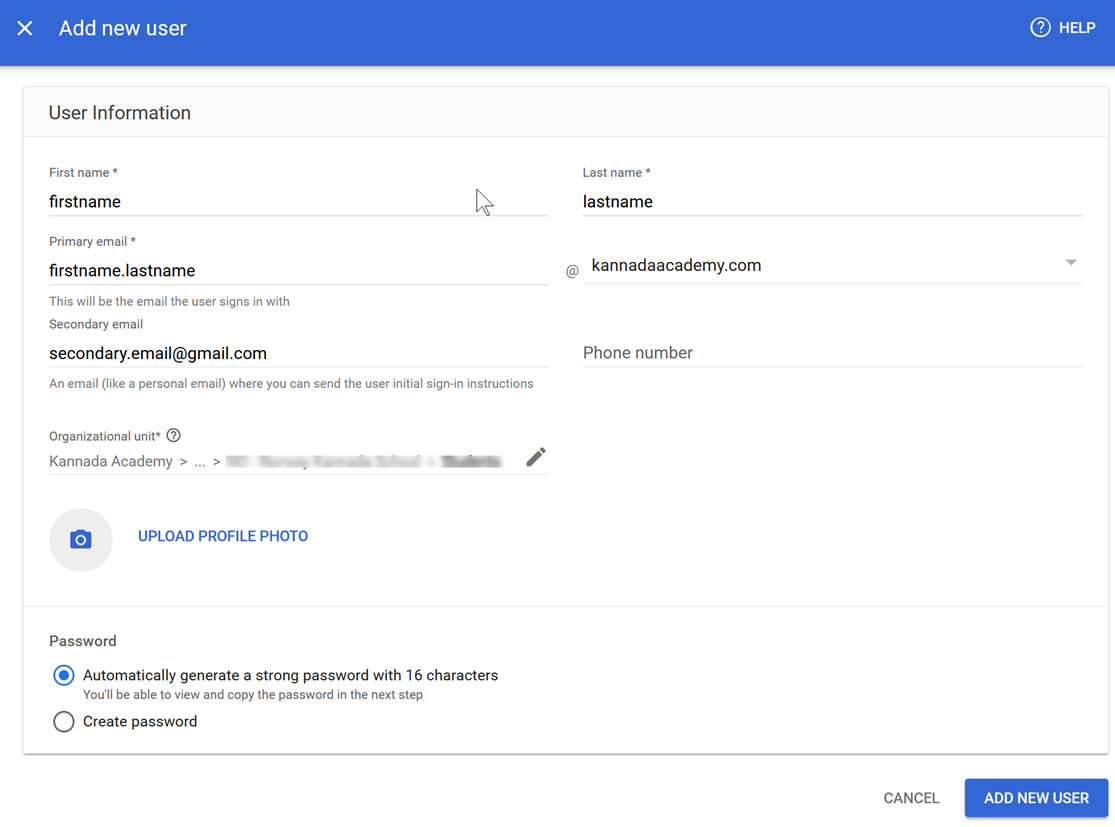 Add new user
HELP
User Information
First name *
Last name *
firstname
lastname
Primary email *
firstname.lastname
@
kannadaacademy.com
This will be the email the user signs in with
Secondary email
secondary.email@gmail.com
Phone number
An email (like a personal email) where you can send the user initial sign-in instructions
Organizational unit*
Kannada Academy > ... >
UPLOAD PROFILE PHOTO
Password
Automatically generate a strong password with 16 characters
You'll be able to view and copy the password in the next step
Create password
CANCEL
ADD NEW USER